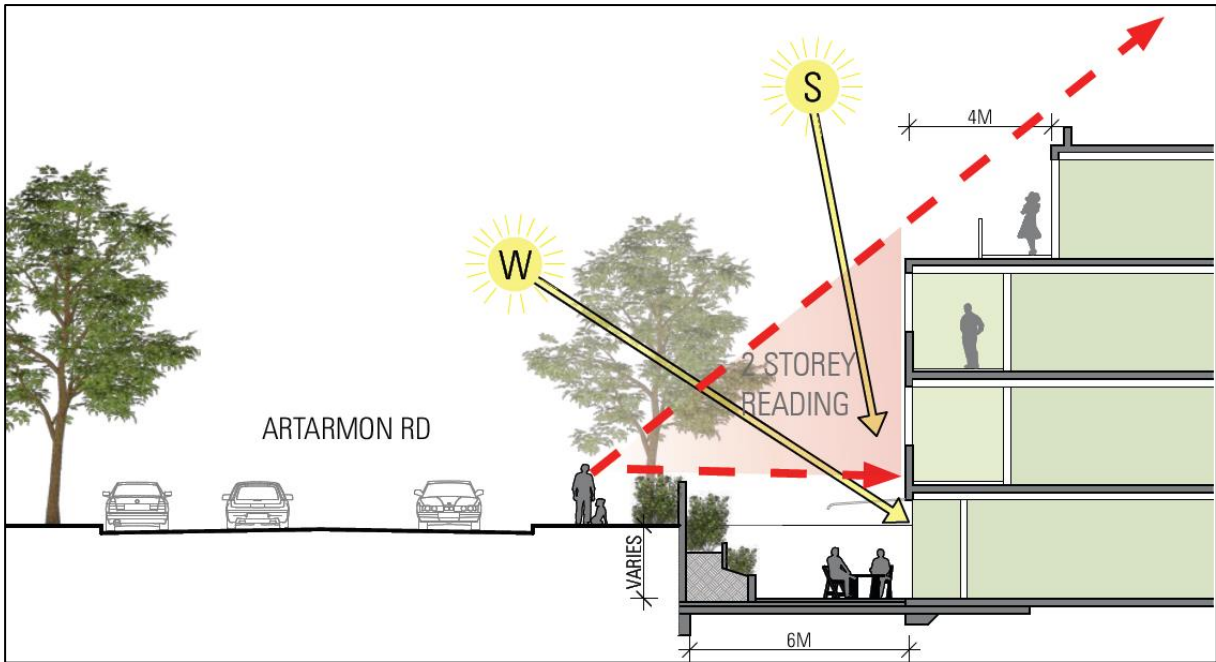 S
4M
W
2 STOREY
READING
ARTARMON RD
VARIES
6M